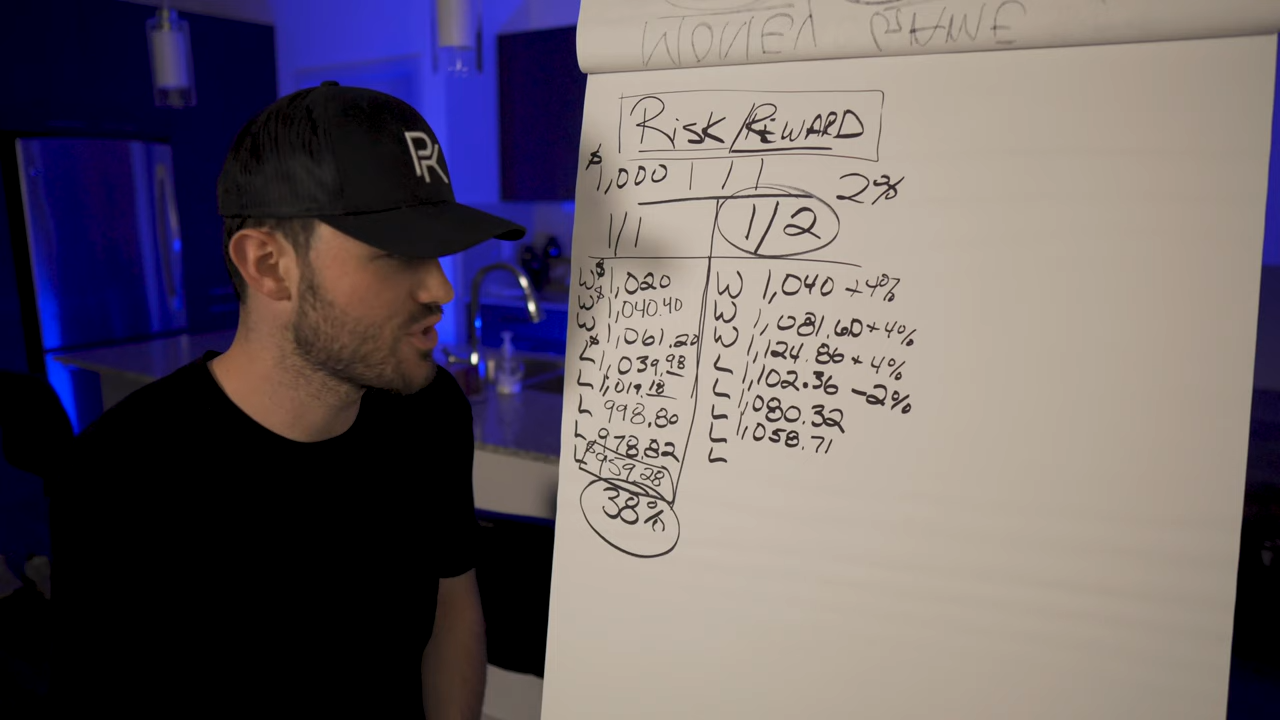 MONEY GAME
PK
RISK/REWARD
$1,000 | 1/1
2%
1/1
1/2
W $1,020
W $1,040.40
W $1,061.20
L 1,039.98
L 1,019.18
L 998.80
L 978.82
L $959.28
38%
W 1,040 +4%
W 1,081.60 +4%
W 1,124.86 +4%
L 1,102.36 -2%
L 1,080.32
L 1,058.71
L